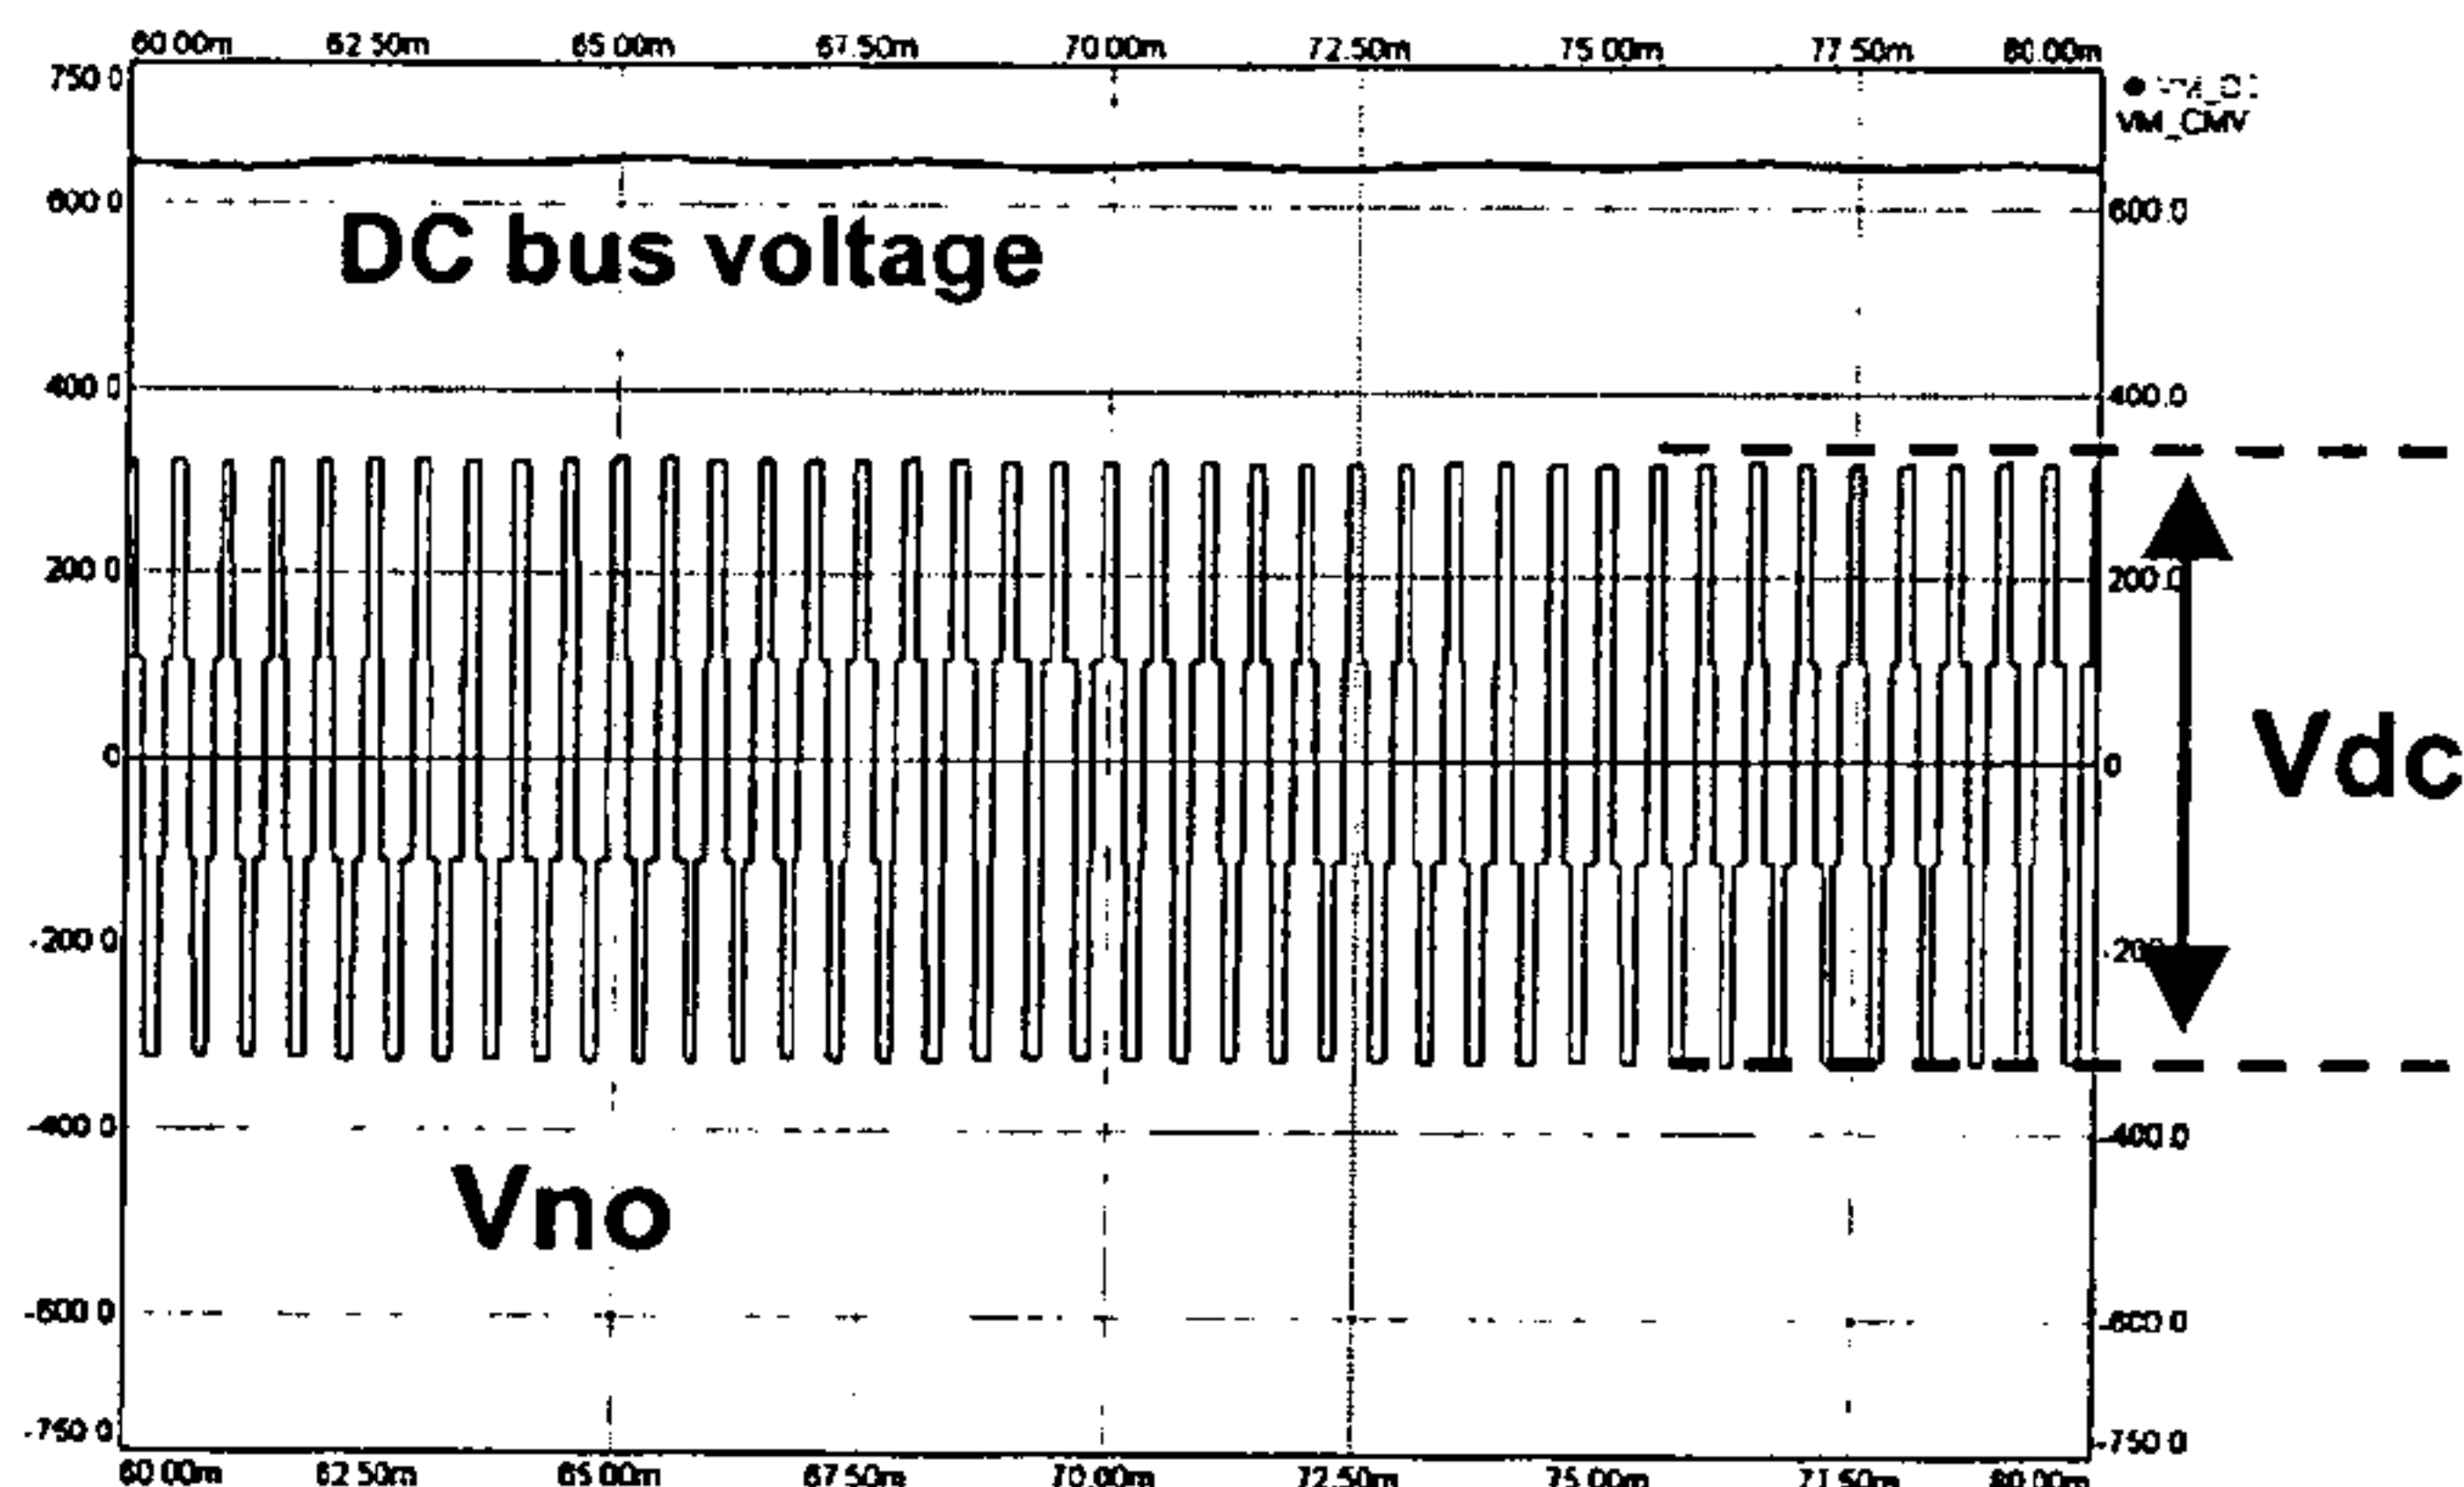 60 00m 62 50m 65 00m 67.50m 70 00m 72.50m 75 00m 77 50m 80.00m
750 0
VM_CMV
600 0 600 0
DC bus voltage
400 0 400.0
200 0 200.0
Vdc
0 0
-200 0
-400 0 -400 0
Vno
-600 0 -600 0
-750 0 -750 0
60 00m 62 50m 65 00m 67 50m 70.00m 72.50m 75 00m 77 50m 80 00m